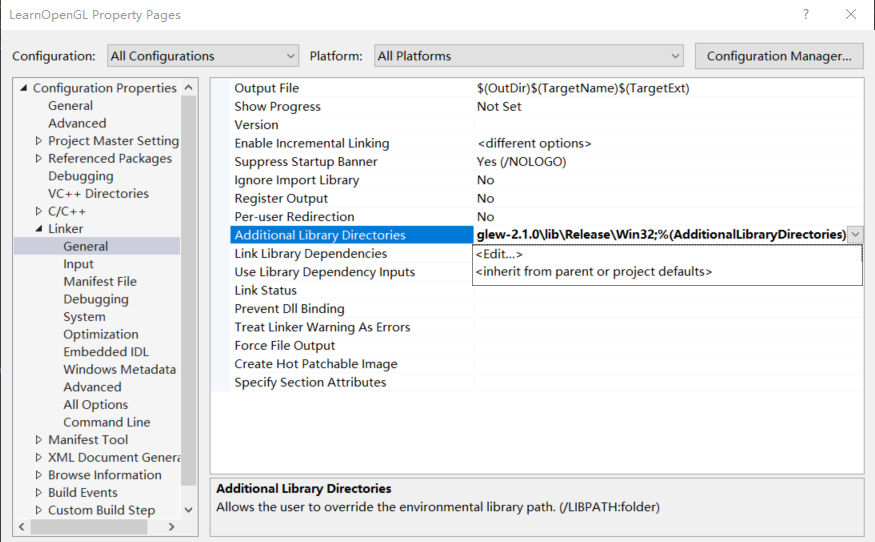 LearnOpenGL Property Pages
Configuration: All Configurations Platform: All Platforms Configuration Manager...
Configuration Properties
General
Advanced
Project Master Setting
Referenced Packages
Debugging
VC++ Directories
C/C++
Linker
General
Input
Manifest File
Debugging
System
Optimization
Embedded IDL
Windows Metadata
Advanced
All Options
Command Line
Manifest Tool
XML Document Genera
Browse Information
Build Events
Custom Build Step
Output File $(OutDir)$(TargetName)$(TargetExt)
Show Progress Not Set
Version
Enable Incremental Linking <different options>
Suppress Startup Banner Yes (/NOLOGO)
Ignore Import Library No
Register Output No
Per-user Redirection No
Additional Library Directories glew-2.1.0\lib\Release\Win32;%(AdditionalLibraryDirectories)
Link Library Dependencies <Edit...>
Use Library Dependency Inputs <inherit from parent or project defaults>
Link Status
Prevent Dll Binding
Treat Linker Warning As Errors
Force File Output
Create Hot Patchable Image
Specify Section Attributes
Additional Library Directories
Allows the user to override the environmental library path. (/LIBPATH:folder)